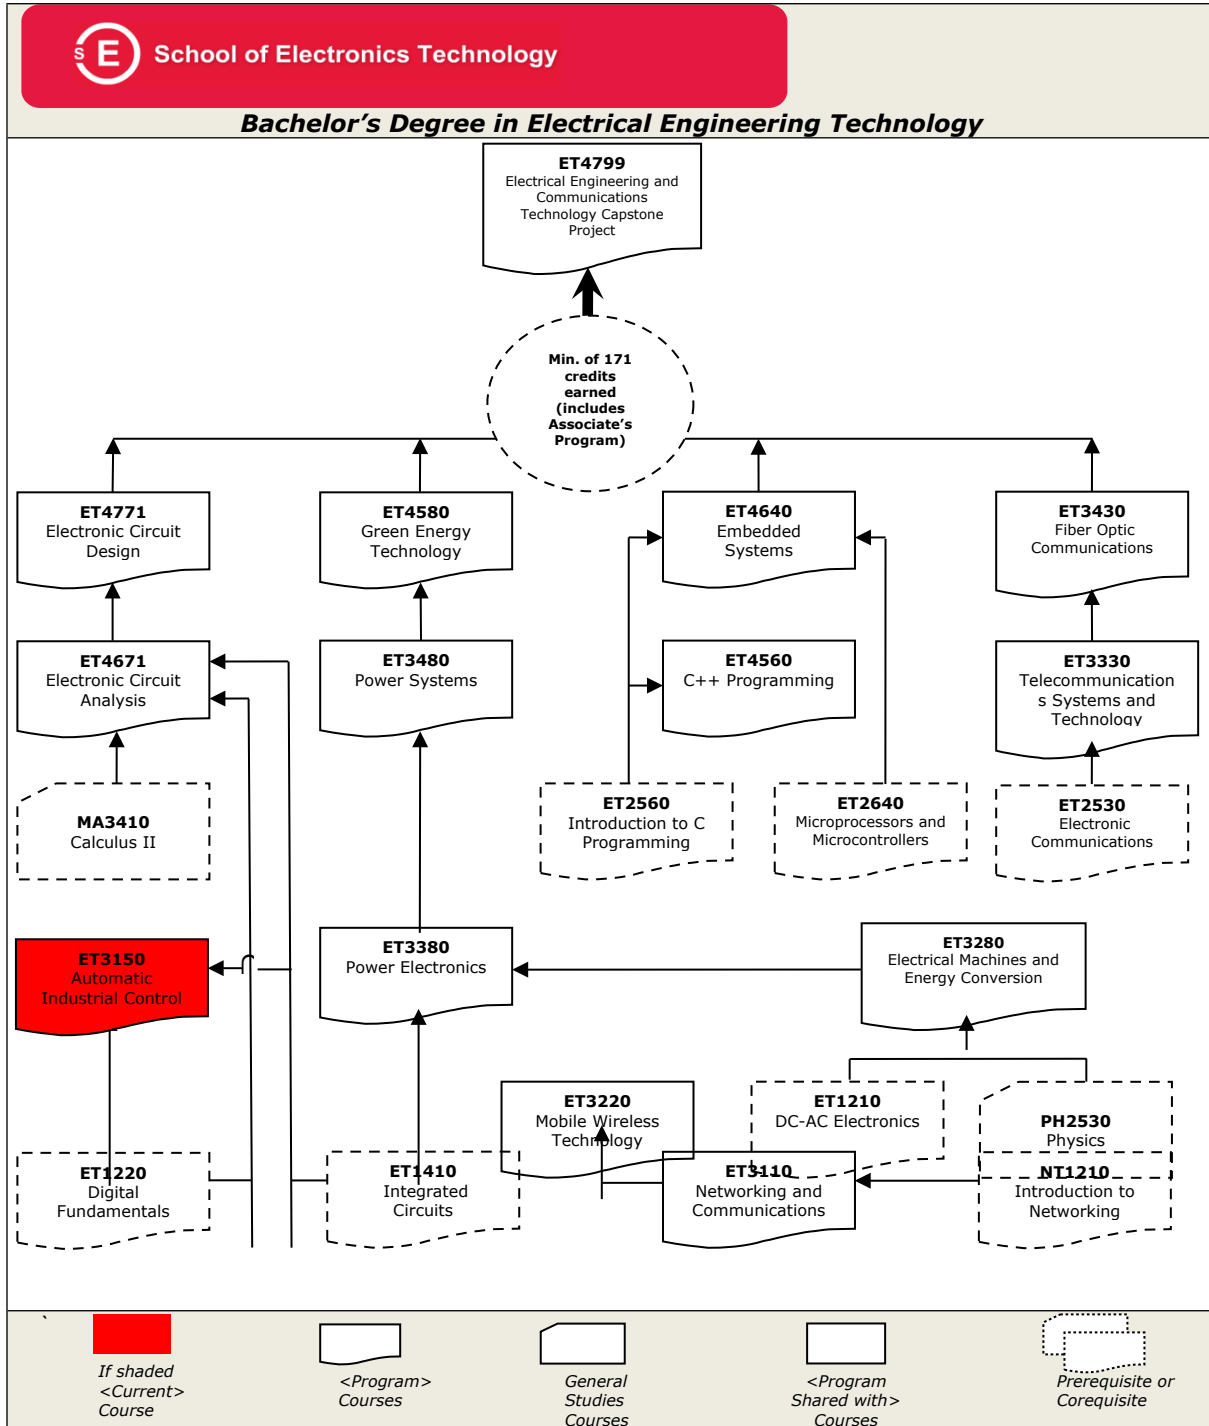 S E School of Electronics Technology
Bachelor’s Degree in Electrical Engineering Technology
ET4799
Electrical Engineering and
Communications
Technology Capstone
Project
Min. of 171
credits
earned
(includes
Associate’s
Program)
ET4771
Electronic Circuit
Design
ET4580
Green Energy
Technology
ET4640
Embedded
Systems
ET3430
Fiber Optic
Communications
ET4671
Electronic Circuit
Analysis
ET3480
Power Systems
ET4560
C++ Programming
ET3330
Telecommunication
s Systems and
Technology
MA3410
Calculus II
ET2560
Introduction to C
Programming
ET2640
Microprocessors and
Microcontrollers
ET2530
Electronic
Communications
ET3150
Automatic
Industrial Control
ET3380
Power Electronics
ET3280
Electrical Machines and
Energy Conversion
ET3220
Mobile Wireless
Technology
ET1210
DC-AC Electronics
PH2530
Physics
ET1220
Digital
Fundamentals
ET1410
Integrated
Circuits
ET3110
Networking and
Communications
NT1210
Introduction to
Networking
`
If shaded
<Current>
Course
<Program>
Courses
General
Studies
Courses
<Program
Shared with>
Courses
Prerequisite or
Corequisite